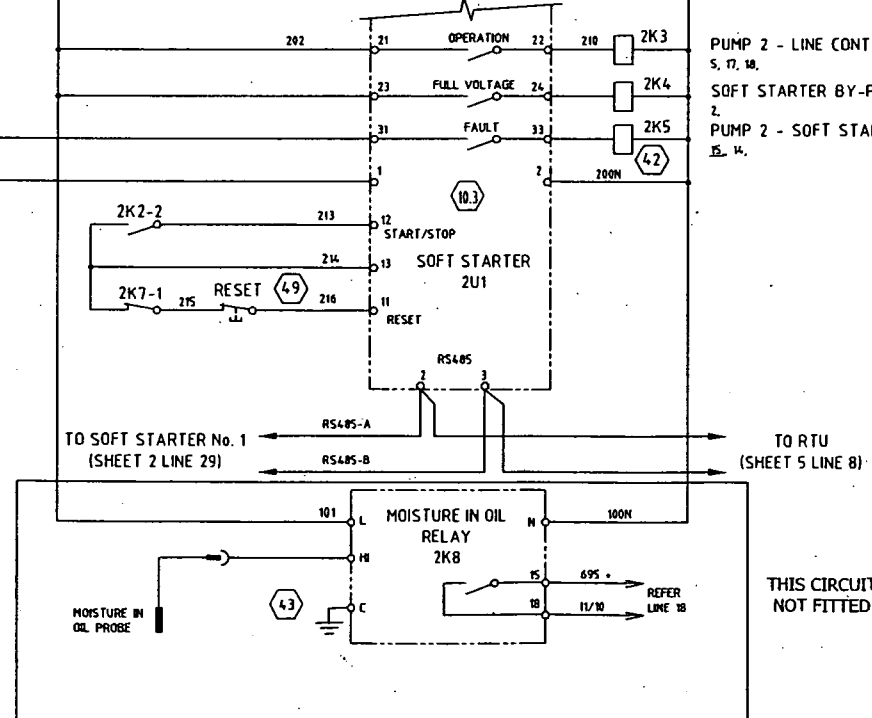 202
21
OPERATION
22
210
2K3
PUMP 2 - LINE CONT
5, 17, 18,
23
FULL VOLTAGE
24
2K4
SOFT STARTER BY-P
2,
31
FAULT
33
2K5
PUMP 2 - SOFT STA
15, 14,
42
1
2
200N
10.3
2K2-2
213
12
START/STOP
214
13
SOFT STARTER
2U1
2K7-1
215
RESET
49
216
11
RESET
RS485
2
3
RS485-A
TO SOFT STARTER No. 1
(SHEET 2 LINE 29)
RS485-B
TO RTU
(SHEET 5 LINE 8)
101
L
MOISTURE IN OIL
RELAY
2K8
N
100N
43
C
MOISTURE IN
OIL PROBE
15
695 *
18
11/10
REFER
LINE 18
THIS CIRCUIT
NOT FITTED